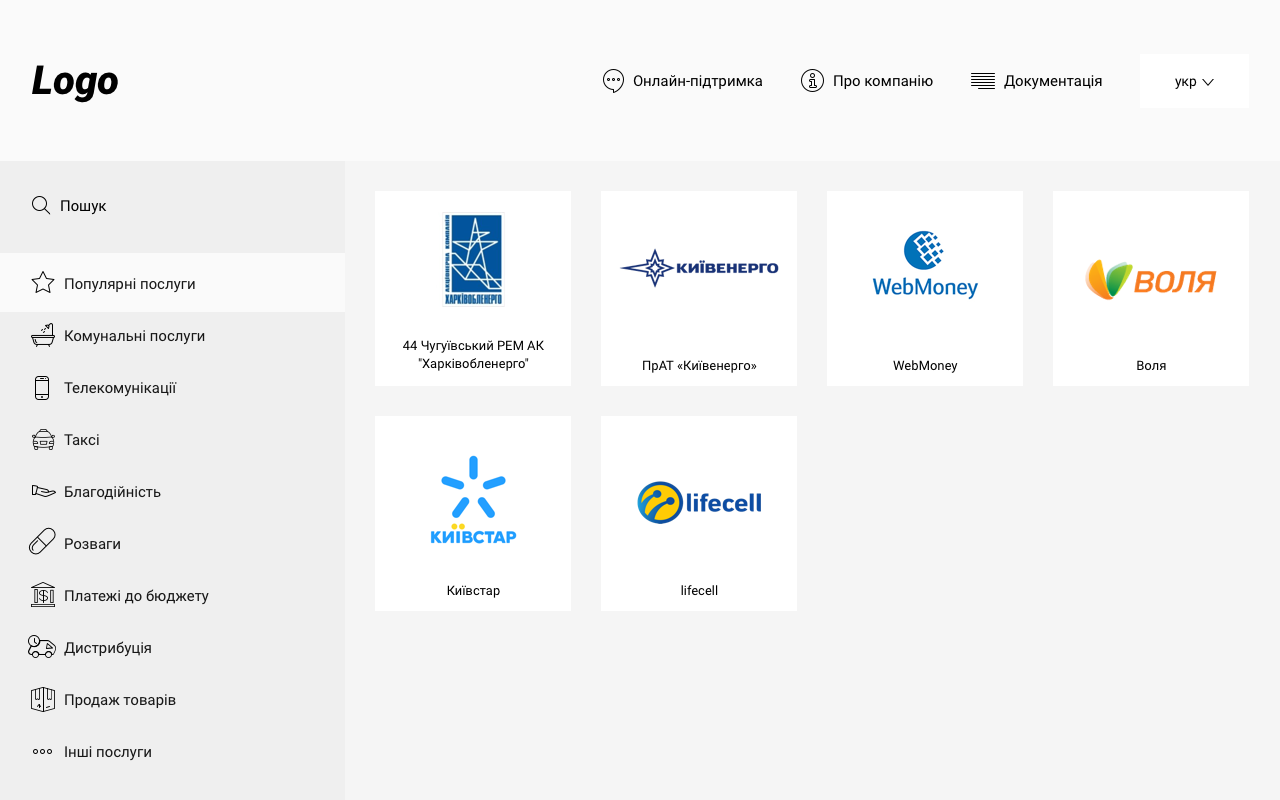 Logo
Онлайн-підтримка
Про компанію
Документація
укр
Пошук
Популярні послуги
Комунальні послуги
Телекомунікації
Таксі
Благодійність
Розваги
Платежі до бюджету
Дистрибуція
Продаж товарів
Інші послуги
АКЦІОНЕРНА КОМПАНІЯ
ХАРКІВОБЛЕНЕРГО
44 Чугуївський РЕМ АК
"Харківобленерго"
КИЇВЕНЕРГО
ПрАТ «Київенерго»
WebMoney
WebMoney
ВОЛЯ
Воля
КИЇВСТАР
Київстар
lifecell
lifecell